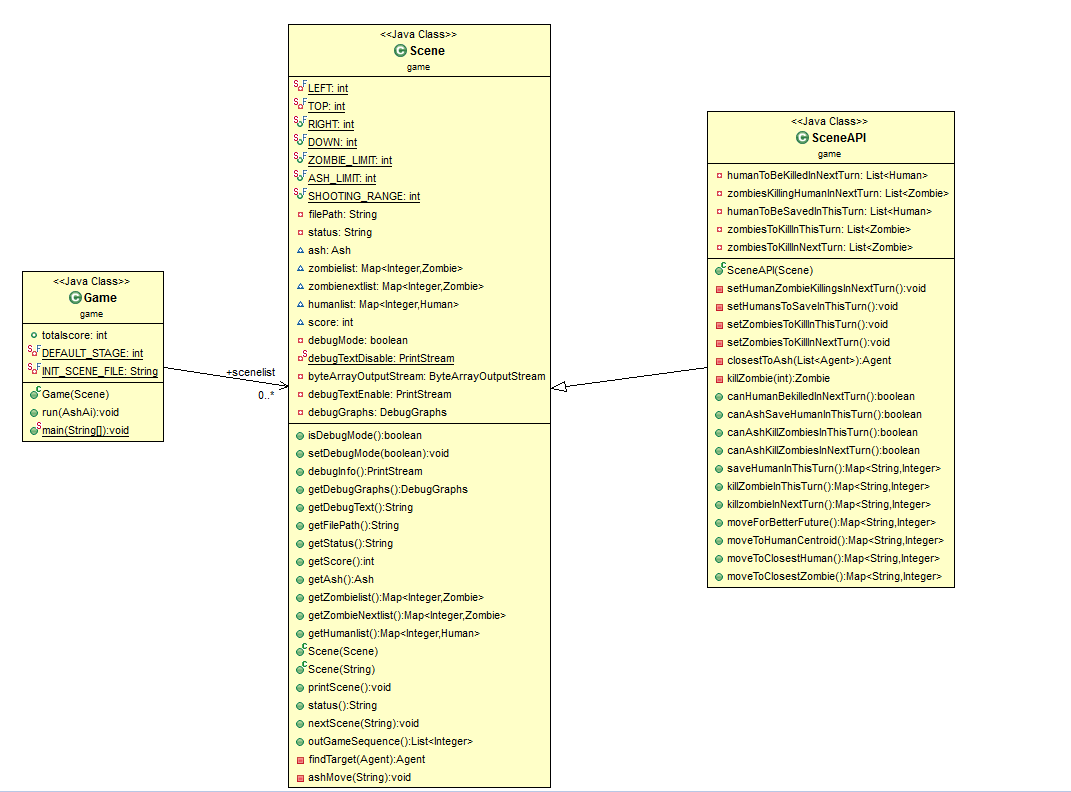 <<Java Class>>
Game
game
totalscore: int
DEFAULT_STAGE: int
INIT_SCENE_FILE: String
Game(Scene)
run(AshAi):void
main(String[]):void
+scenelist
0..*
<<Java Class>>
Scene
game
LEFT: int
TOP: int
RIGHT: int
DOWN: int
ZOMBIE_LIMIT: int
ASH_LIMIT: int
SHOOTING_RANGE: int
filePath: String
status: String
ash: Ash
zombielist: Map<Integer,Zombie>
zombienextlist: Map<Integer,Zombie>
humanlist: Map<Integer,Human>
score: int
debugMode: boolean
debugTextDisable: PrintStream
byteArrayOutputStream: ByteArrayOutputStream
debugTextEnable: PrintStream
debugGraphs: DebugGraphs
isDebugMode():boolean
setDebugMode(boolean):void
debugInfo():PrintStream
getDebugGraphs():DebugGraphs
getDebugText():String
getFilePath():String
getStatus():String
getScore():int
getAsh():Ash
getZombielist():Map<Integer,Zombie>
getZombieNextlist():Map<Integer,Zombie>
getHumanlist():Map<Integer,Human>
Scene(Scene)
Scene(String)
printScene():void
status():String
nextScene(String):void
outGameSequence():List<Integer>
findTarget(Agent):Agent
ashMove(String):void
<<Java Class>>
SceneAPI
game
humanToBeKilledInNextTurn: List<Human>
zombiesKillingHumanInNextTurn: List<Zombie>
humanToBeSavedInThisTurn: List<Human>
zombiesToKillInThisTurn: List<Zombie>
zombiesToKillInNextTurn: List<Zombie>
SceneAPI(Scene)
setHumanZombieKillingsInNextTurn():void
setHumansToSaveInThisTurn():void
setZombiesToKillInThisTurn():void
setZombiesToKillInNextTurn():void
closestToAsh(List<Agent>):Agent
killZombie(int):Zombie
canHumanBekilledInNextTurn():boolean
canAshSaveHumanInThisTurn():boolean
canAshKillZombiesInThisTurn():boolean
canAshKillZombiesInNextTurn():boolean
saveHumanInThisTurn():Map<String,Integer>
killZombieInThisTurn():Map<String,Integer>
killzombieInNextTurn():Map<String,Integer>
moveForBetterFuture():Map<String,Integer>
moveToHumanCentroid():Map<String,Integer>
moveToClosestHuman():Map<String,Integer>
moveToClosestZombie():Map<String,Integer>